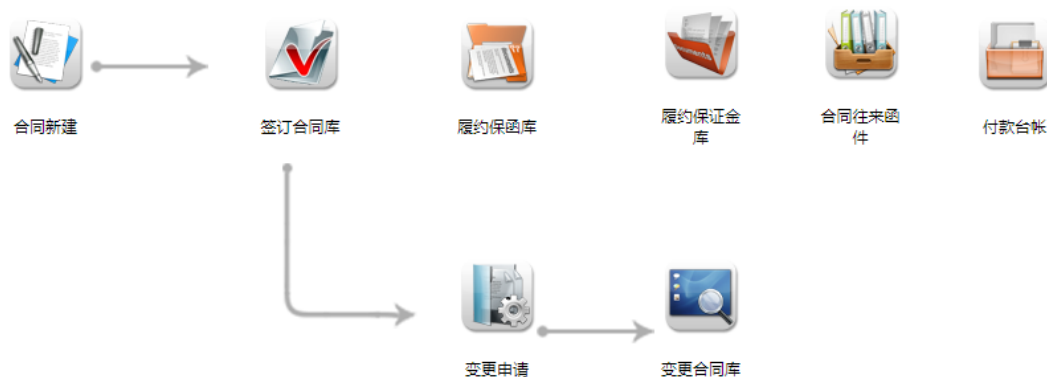 合同新建
签订合同库
履约保函库
履约保证金
库
合同往来函
件
付款台帐
变更申请
变更合同库